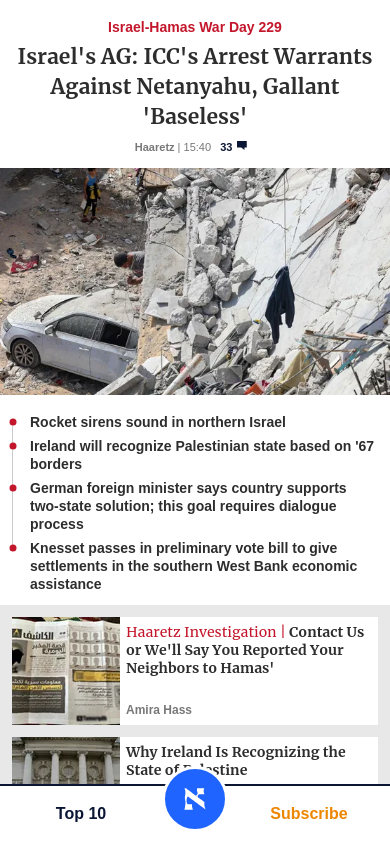 Israel-Hamas War Day 229
Israel's AG: ICC's Arrest Warrants
Against Netanyahu, Gallant
'Baseless'
Haaretz | 15:40 33
Rocket sirens sound in northern Israel
Ireland will recognize Palestinian state based on '67
borders
German foreign minister says country supports
two-state solution; this goal requires dialogue
process
Knesset passes in preliminary vote bill to give
settlements in the southern West Bank economic
assistance
الكاشف
Haaretz Investigation | Contact Us
or We'll Say You Reported Your
Neighbors to Hamas'
Amira Hass
Why Ireland Is Recognizing the
State of Palestine
Top 10
Subscribe